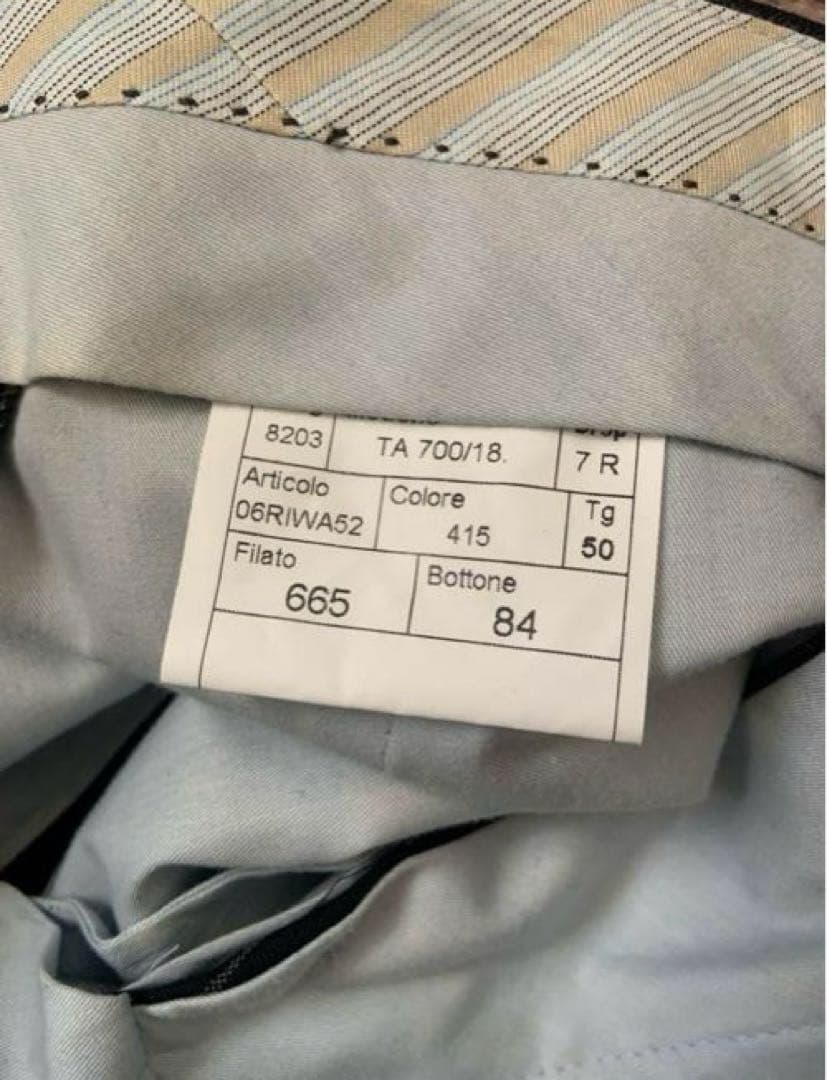 8203
TA 700/18.
7 R
Articolo
06RIWA52
Colore
415
Tg
50
Filato
665
Bottone
84